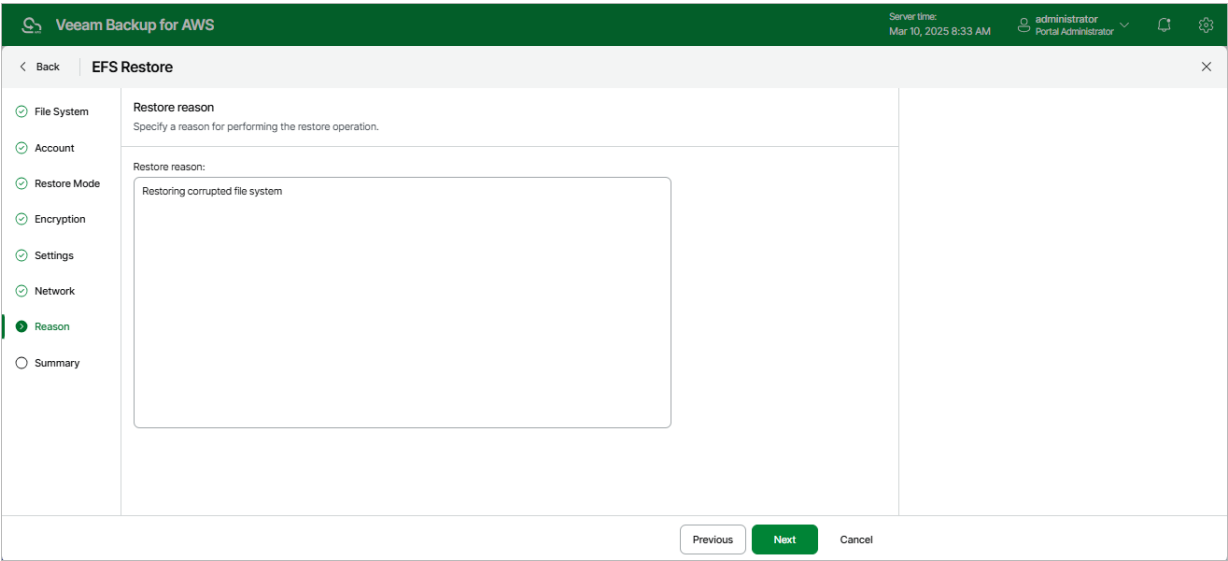 Veeam Backup for AWS
Server time:
Mar 10, 2025 8:33 AM
administrator
Portal Administrator
Back
EFS Restore
File System
Account
Restore Mode
Encryption
Settings
Network
Reason
Summary
Restore reason
Specify a reason for performing the restore operation.
Restore reason:
Restoring corrupted file system
Previous
Next
Cancel